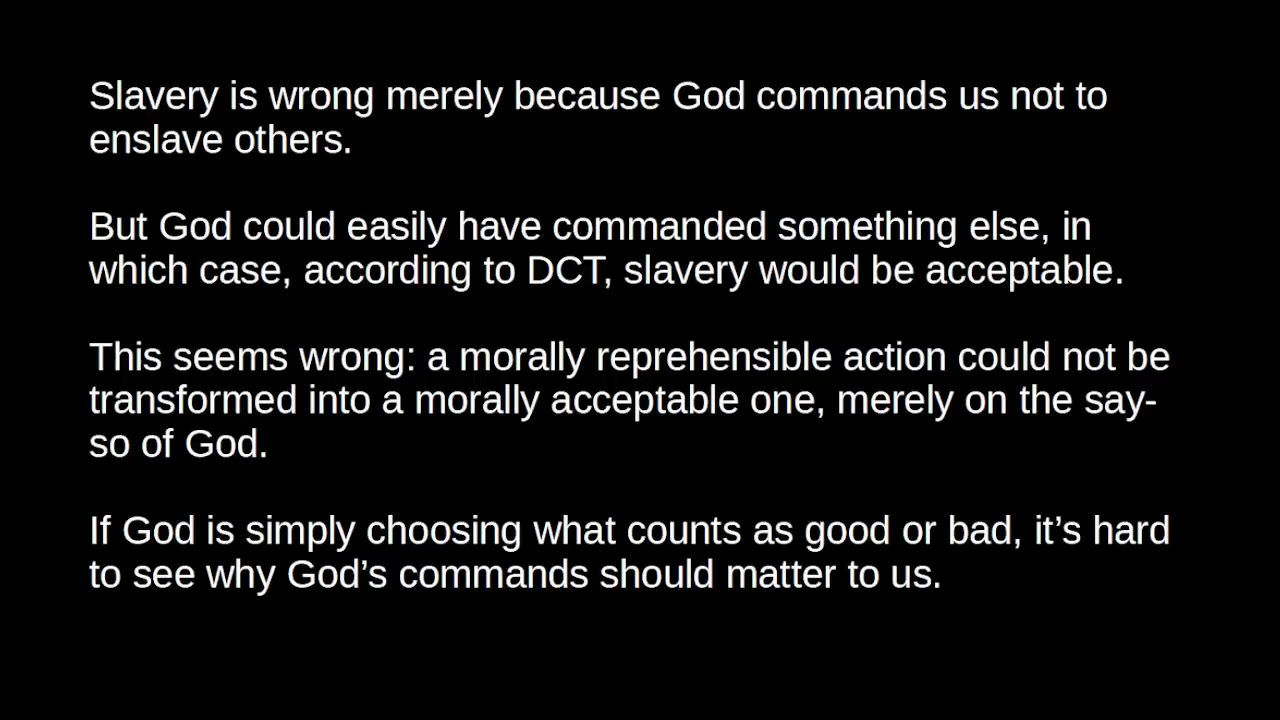 Slavery is wrong merely because God commands us not to
enslave others.
But God could easily have commanded something else, in
which case, according to DCT, slavery would be acceptable.
This seems wrong: a morally reprehensible action could not be
transformed into a morally acceptable one, merely on the say-
so of God.
If God is simply choosing what counts as good or bad, it’s hard
to see why God’s commands should matter to us.